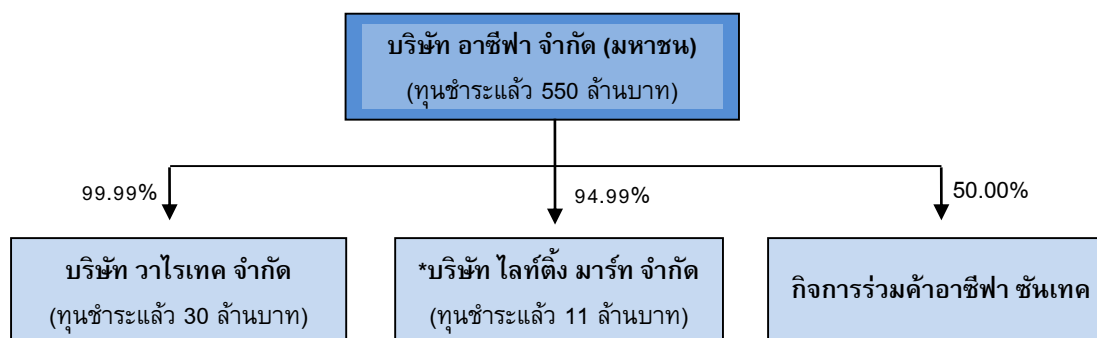 บริษัท อาซีฟา จำกัด (มหาชน)
(ทุนชำระแล้ว 550 ล้านบาท)
99.99%
94.99%
50.00%
บริษัท วาไรเทค จำกัด
(ทุนชำระแล้ว 30 ล้านบาท)
*บริษัท ไลท์ติ้ง มาร์ท จำกัด
(ทุนชำระแล้ว 11 ล้านบาท)
กิจการร่วมค้าอาซีฟา ซันเทค